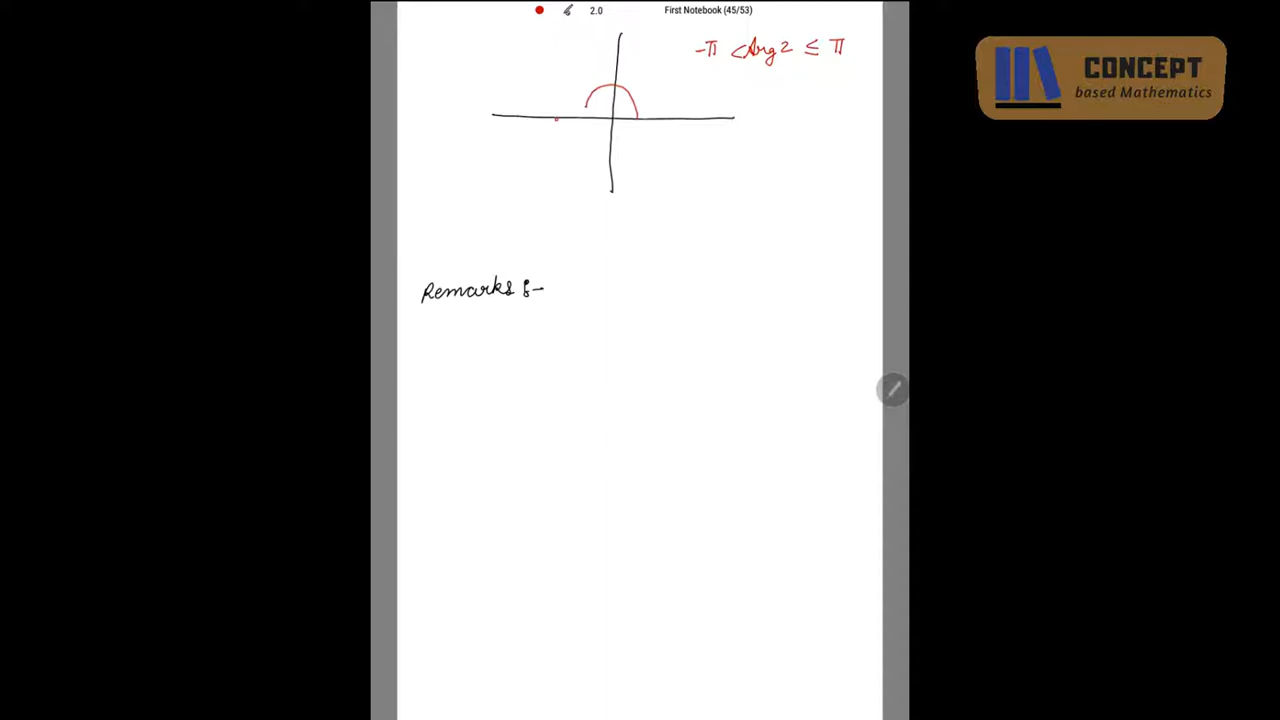 2.0 First Notebook (45/53)
-π < Arg z ≤ π
CONCEPT
based Mathematics
Remarks :-